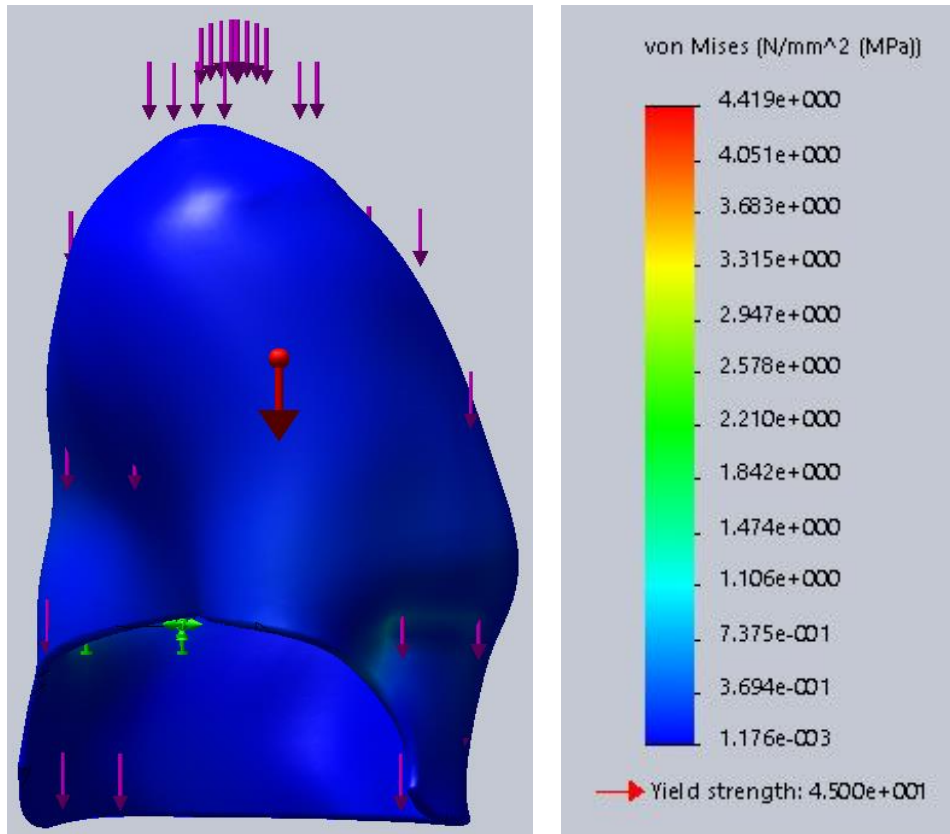 von Mises (N/mm^2 (MPa))
4.419e+000
4.051e+000
3.683e+000
3.315e+000
2.947e+000
2.578e+000
2.210e+000
1.842e+000
1.474e+000
1.106e+000
7.375e-001
3.694e-001
1.176e-003
Yield strength: 4.500e+001